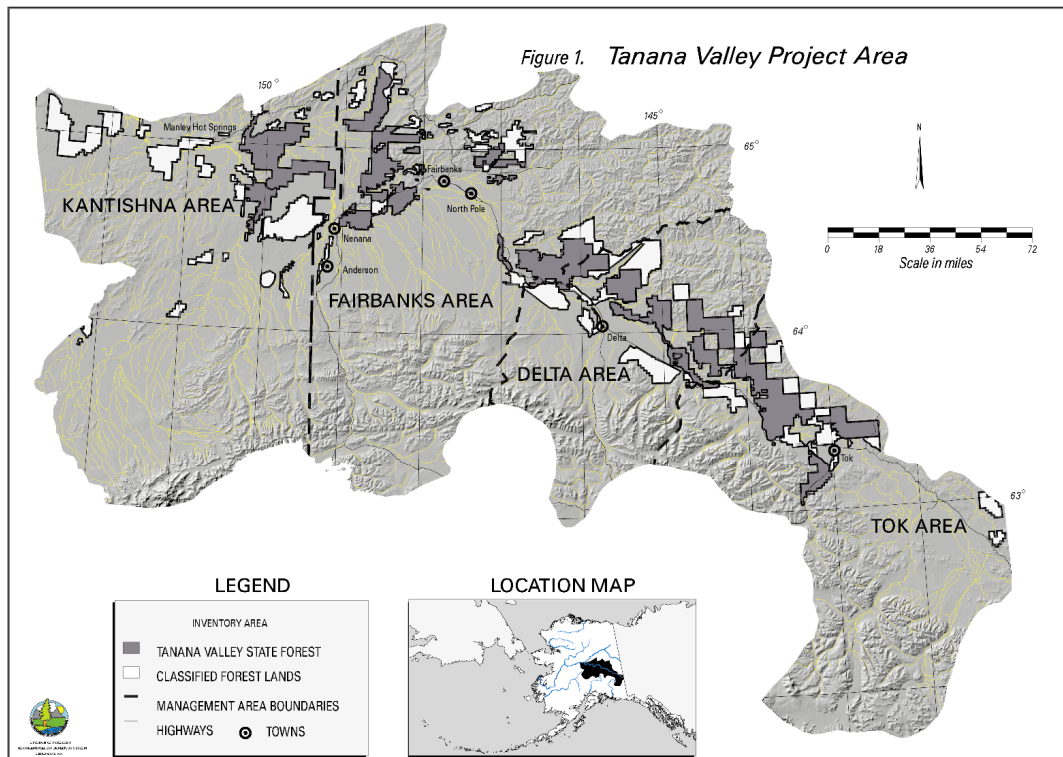 Figure 1. Tanana Valley Project Area
150°
145°
65°
N
Manley Hot Springs
Fairbanks
North Pole
KANTISHNA AREA
Nenana
0 18 36 54 72
Scale in miles
Anderson
FAIRBANKS AREA
64°
Delta
DELTA AREA
Tok
63°
TOK AREA
LEGEND
INVENTORY AREA
TANANA VALLEY STATE FOREST
CLASSIFIED FOREST LANDS
MANAGEMENT AREA BOUNDARIES
HIGHWAYS
TOWNS
LOCATION MAP